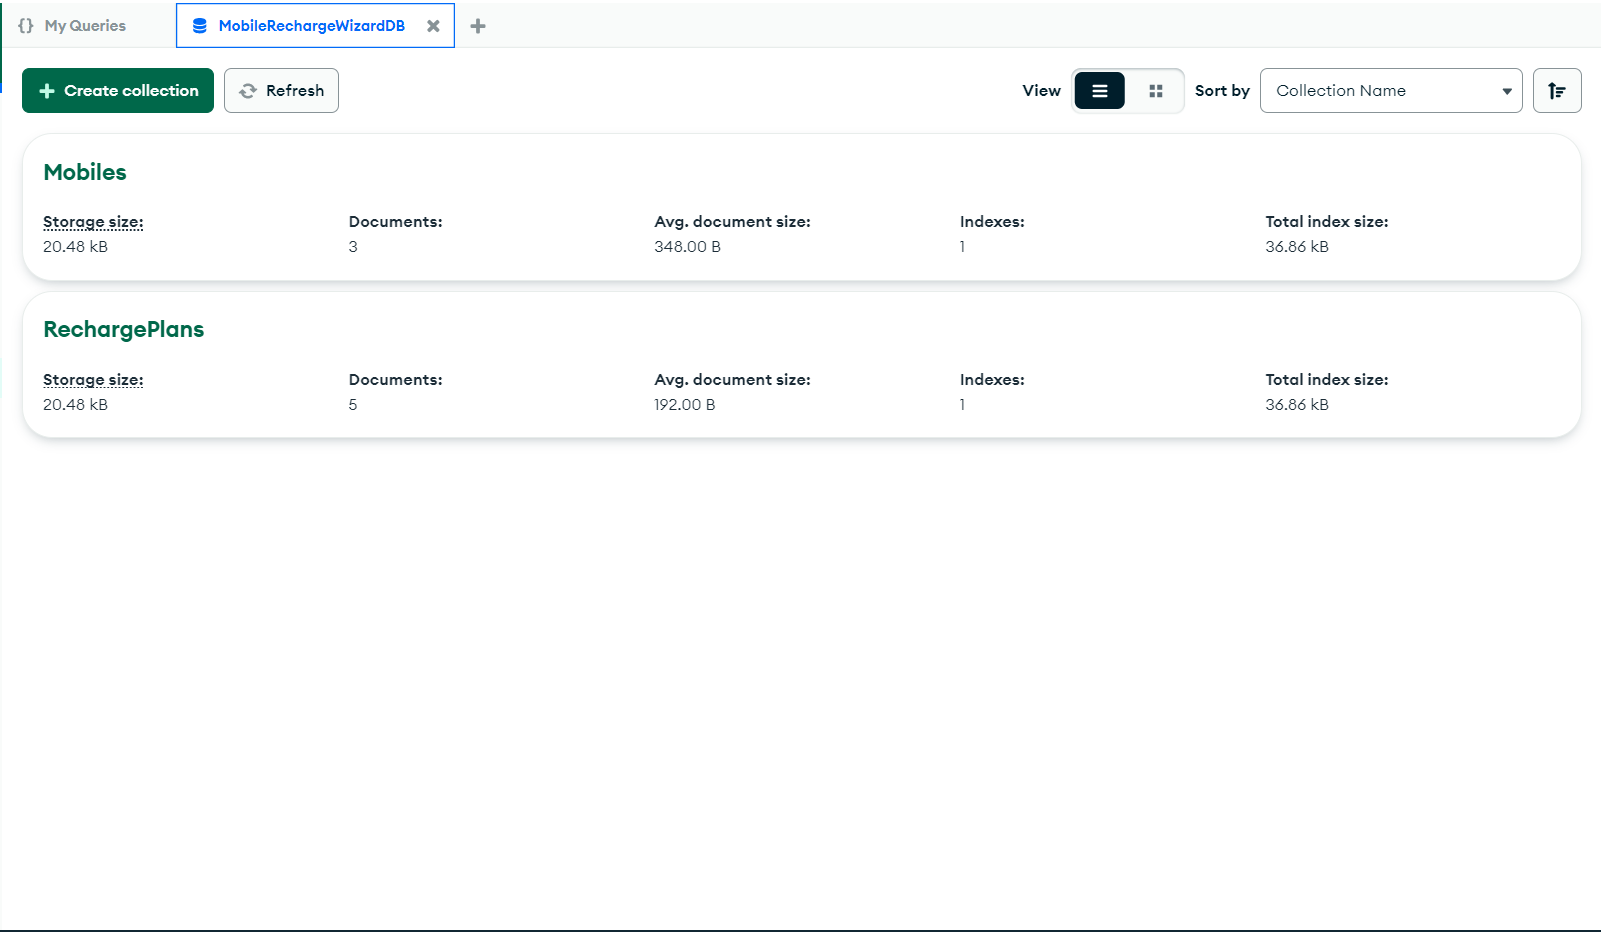 {} My Queries MobileRechargeWizardDB
Create collection Refresh View Sort by Collection Name
Mobiles
Storage size: Documents: Avg. document size: Indexes: Total index size:
20.48 kB 3 348.00 B 1 36.86 kB
RechargePlans
Storage size: Documents: Avg. document size: Indexes: Total index size:
20.48 kB 5 192.00 B 1 36.86 kB